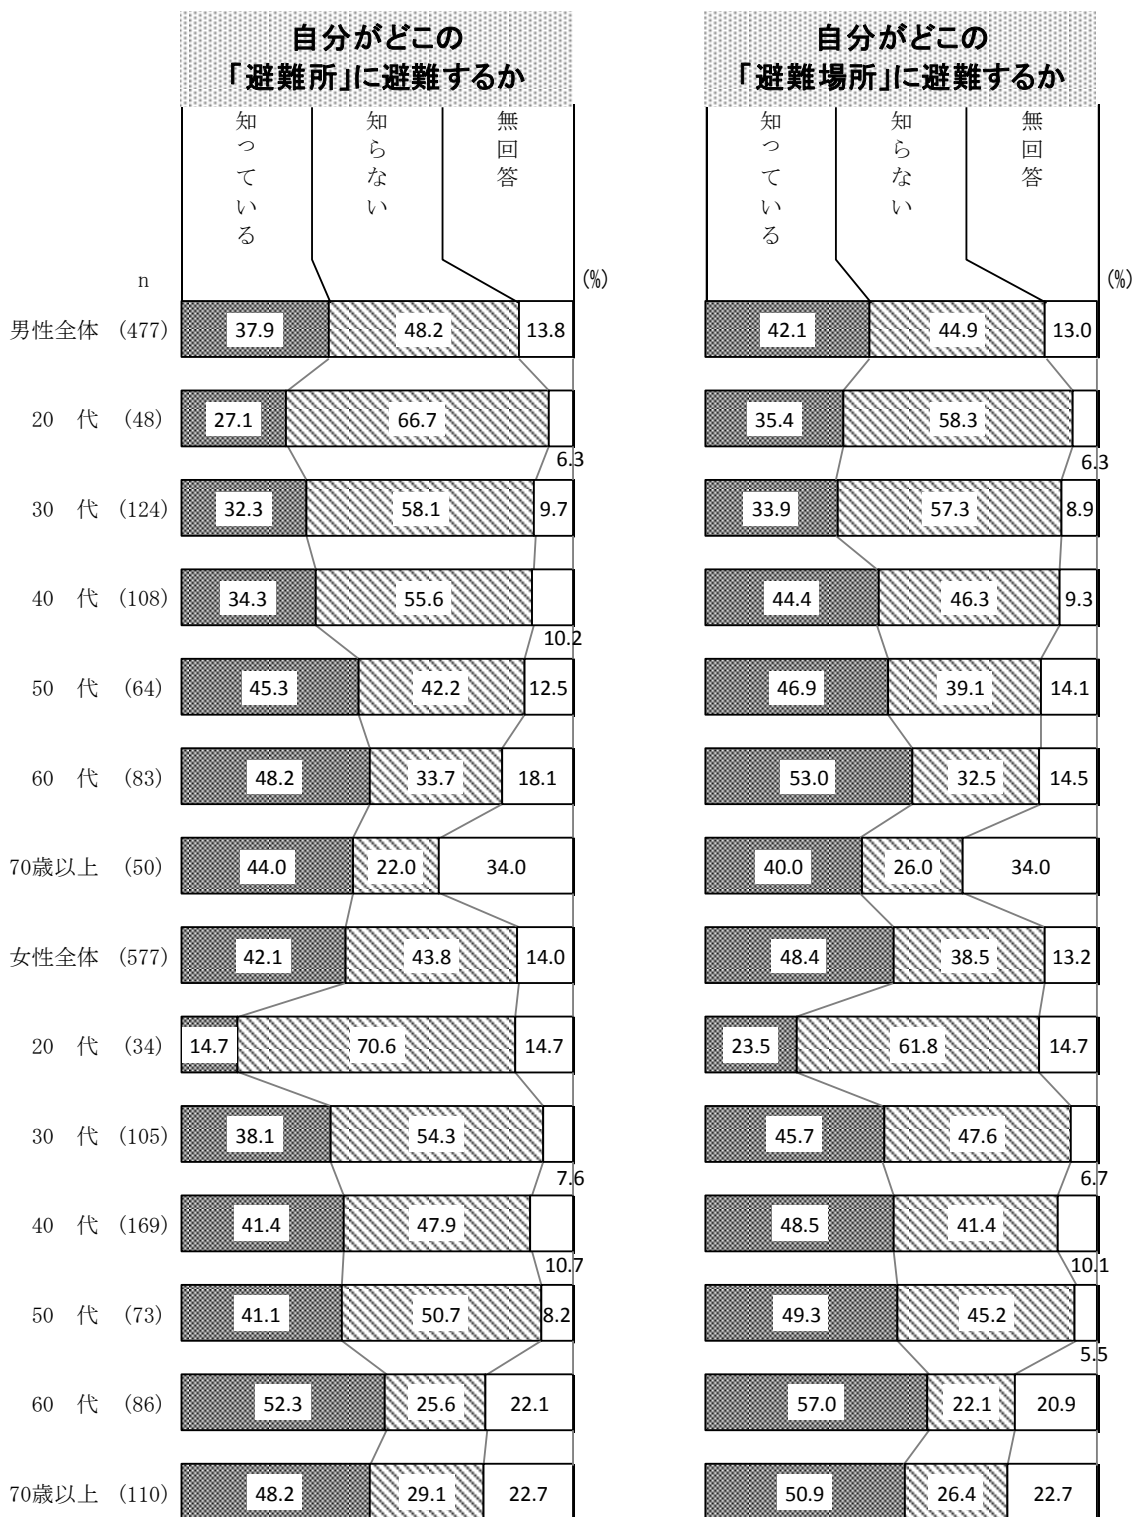 自分がどこの
「避難所」に避難するか
自分がどこの
「避難場所」に避難するか
知っている
知らない
無回答
知っている
知らない
無回答
n
(%)
(%)
男性全体 (477) 37.9 48.2 13.8 42.1 44.9 13.0
20 代 (48) 27.1 66.7 6.3 35.4 58.3 6.3
30 代 (124) 32.3 58.1 9.7 33.9 57.3 8.9
40 代 (108) 34.3 55.6 10.2 44.4 46.3 9.3
50 代 (64) 45.3 42.2 12.5 46.9 39.1 14.1
60 代 (83) 48.2 33.7 18.1 53.0 32.5 14.5
70歳以上 (50) 44.0 22.0 34.0 40.0 26.0 34.0
女性全体 (577) 42.1 43.8 14.0 48.4 38.5 13.2
20 代 (34) 14.7 70.6 14.7 23.5 61.8 14.7
30 代 (105) 38.1 54.3 7.6 45.7 47.6 6.7
40 代 (169) 41.4 47.9 10.7 48.5 41.4 10.1
50 代 (73) 41.1 50.7 8.2 49.3 45.2 5.5
60 代 (86) 52.3 25.6 22.1 57.0 22.1 20.9
70歳以上 (110) 48.2 29.1 22.7 50.9 26.4 22.7